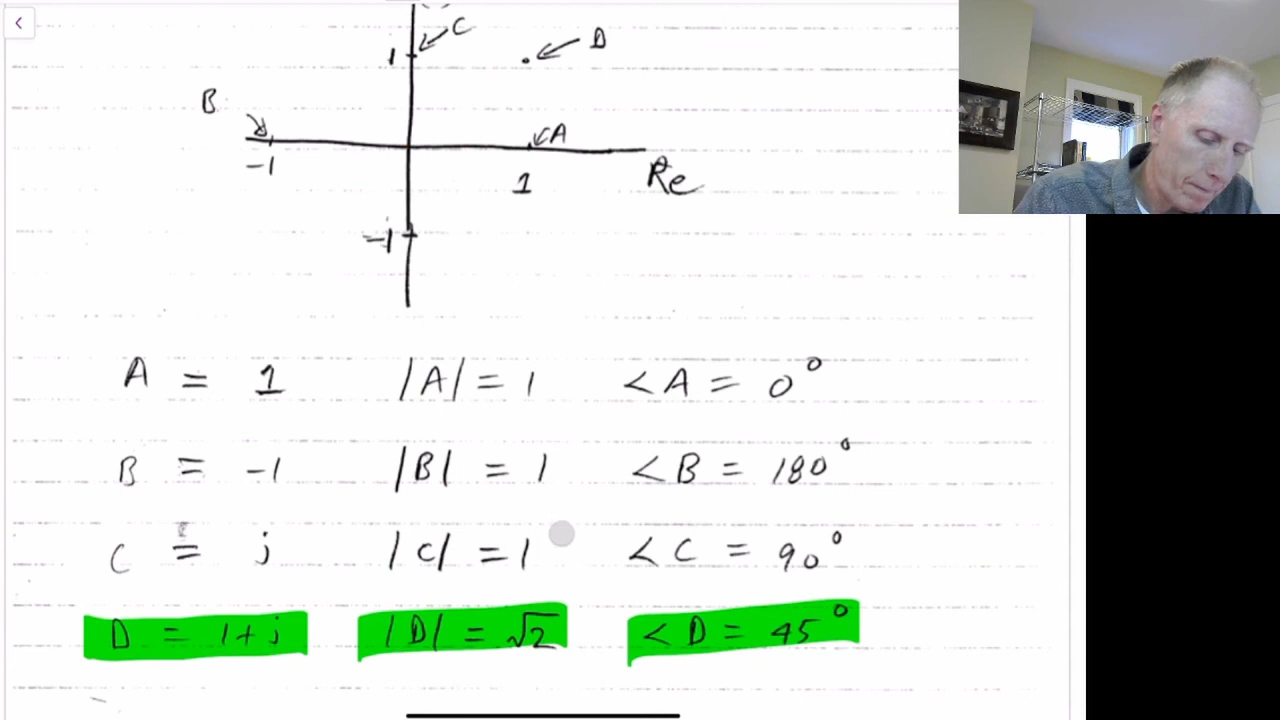 C
1
D
B
A
-1
1
Re
-1
A = 1 |A| = 1 <A = 0°
B = -1 |B| = 1 <B = 180°
C = j |C| = 1 <C = 90°
D = 1+j |D| = √2 <D = 45°